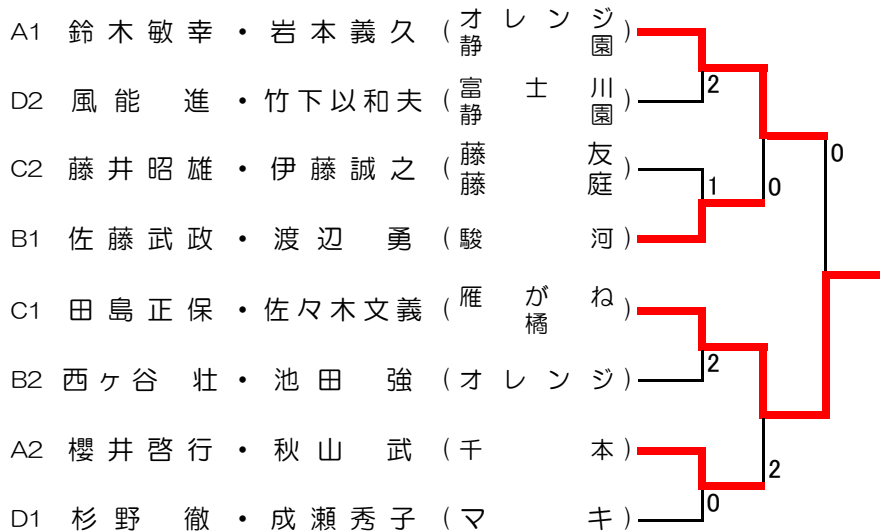 A1 鈴木敏幸・岩本義久 (オレンジ 静園) 
D2 風能 進・竹下以和夫 (富士川 静園) 2
C2 藤井昭雄・伊藤誠之 (藤友 藤庭) 0
B1 佐藤武政・渡辺 勇 (駿河) 1 0
C1 田島正保・佐々木文義 (雁がね 橘)
B2 西ヶ谷 壮・池田 強 (オレンジ) 2
A2 櫻井啓行・秋山 武 (千本) 2
D1 杉野 徹・成瀬秀子 (マキ) 0